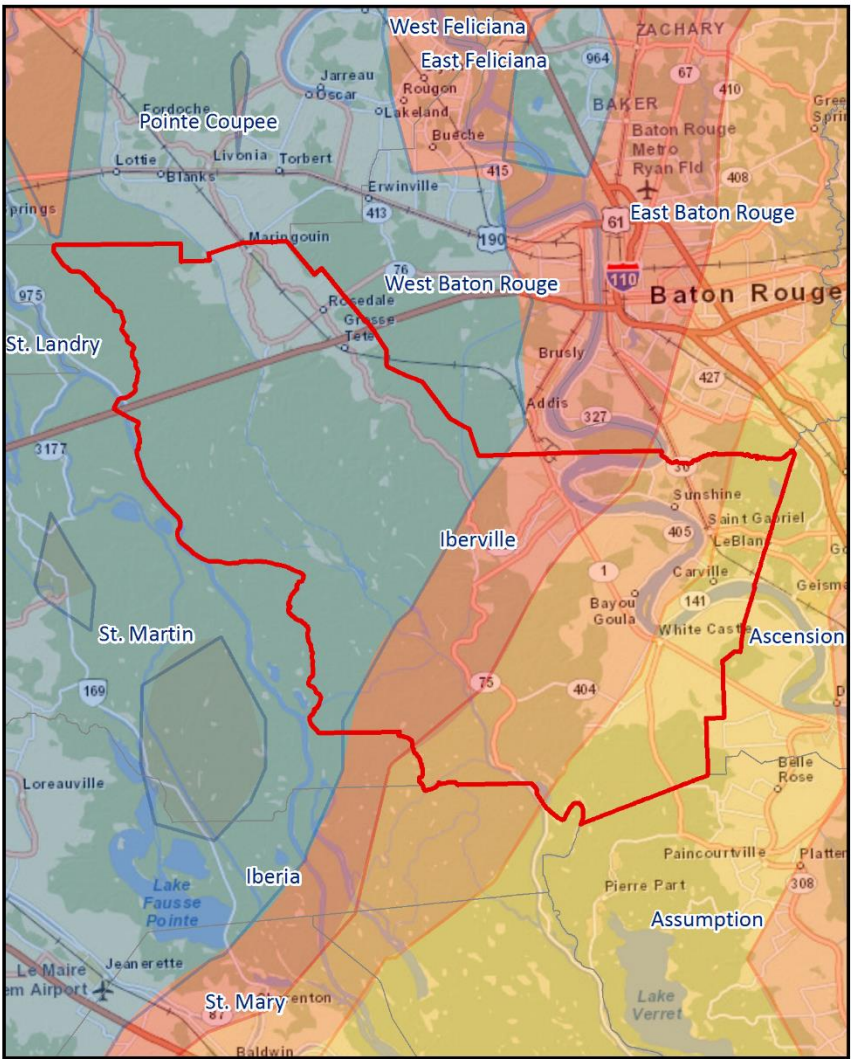 West Feliciana
ZACHARY
East Feliciana
964
67
Jarreau
Oscar
Rougon
410
Lakeland
BAKER
Fordoche
Pointe Coupee
Baton Rouge
Metro
Ryan Fld
Bueche
Lottie
Livonia
Torbert
Blanks
415
408
Erwinville
413
61
East Baton Rouge
Maringouin
190
76
West Baton Rouge
110
975
Rosedale
Baton Rouge
Grosse
Tete
St. Landry
Brusly
427
Addis
327
3177
30
Sunshine
Saint Gabriel
Iberville
405
LeBlanc
1
Carville
Bayou
Goula
141
St. Martin
White Castle
Ascension
169
75
404
Belle
Rose
Loreauville
Paincourtville
308
Iberia
Lake
Fausse
Pointe
Pierre Part
Assumption
Le Maire
Jeanerette
St. Mary
87
Lake
Verret
Baldwin